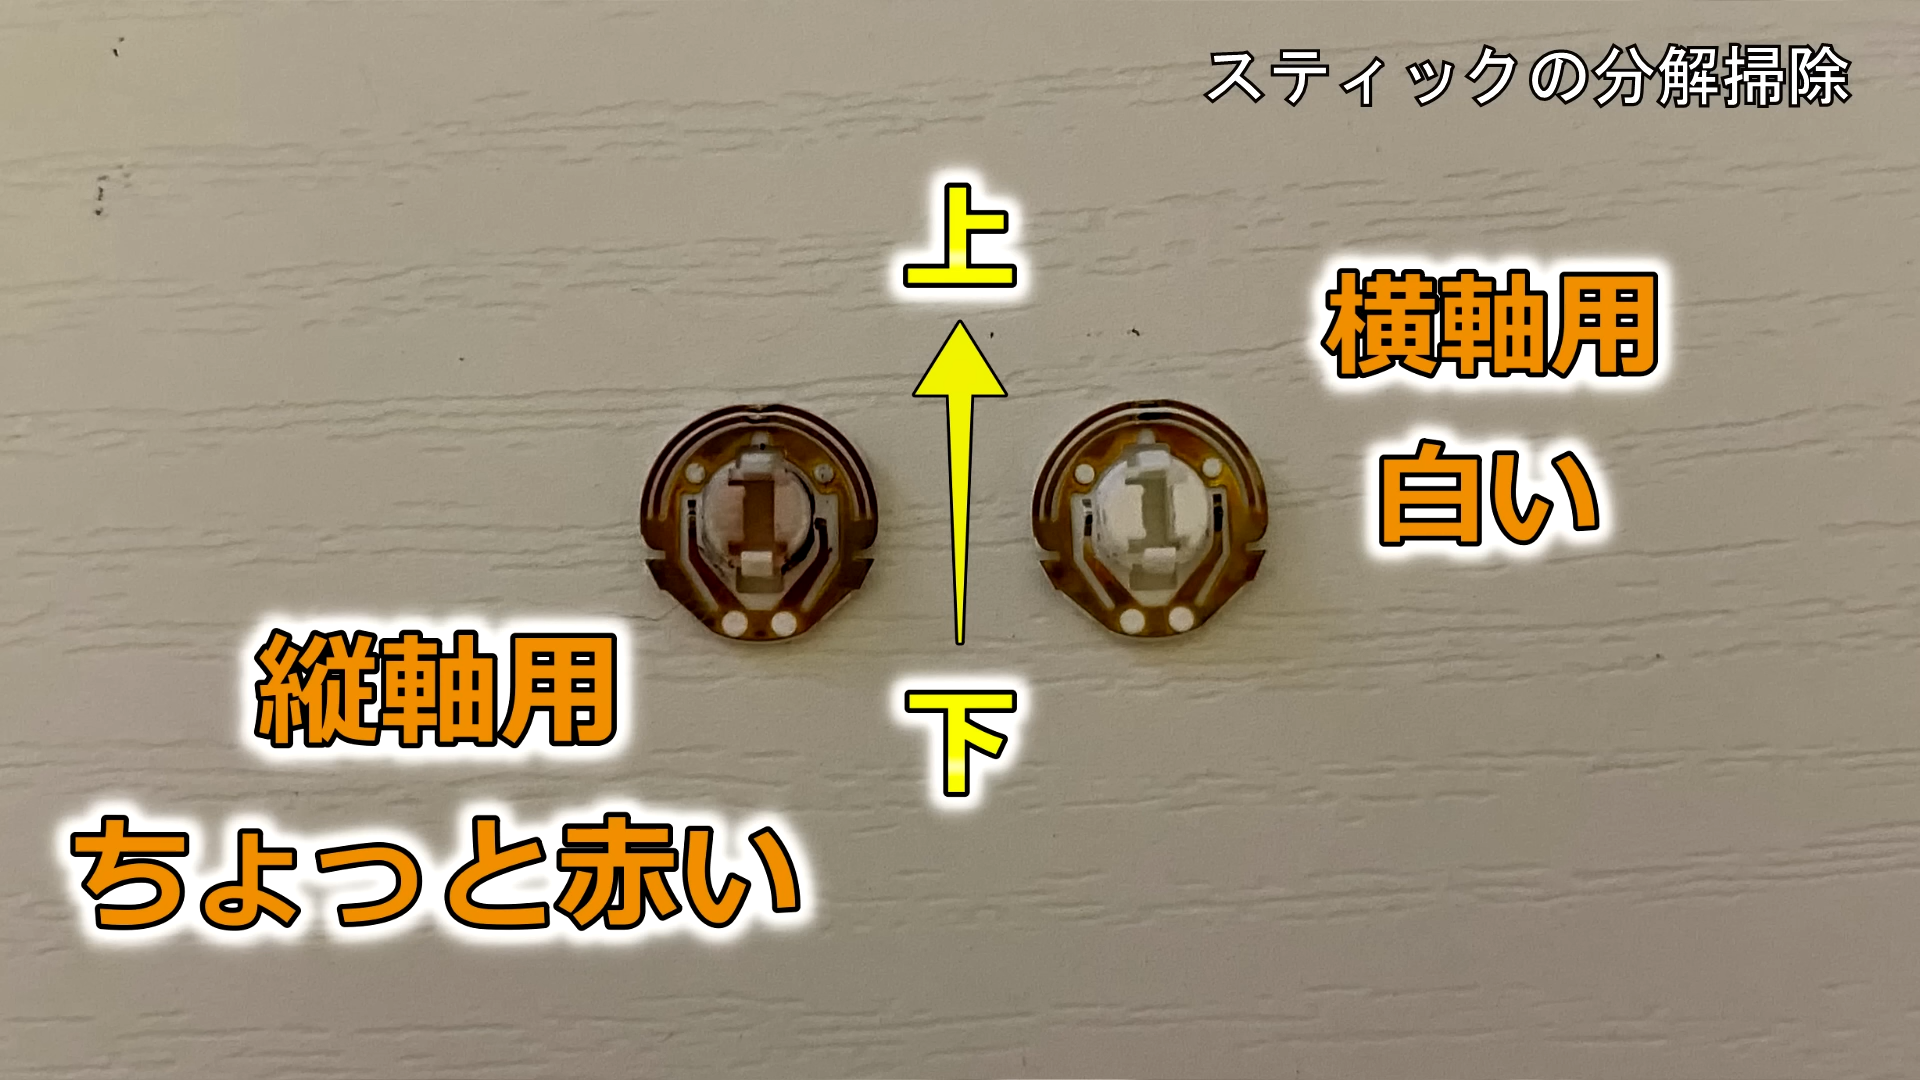 スティックの分解掃除
上
横軸用
白い
縦軸用
下
ちょっと赤い